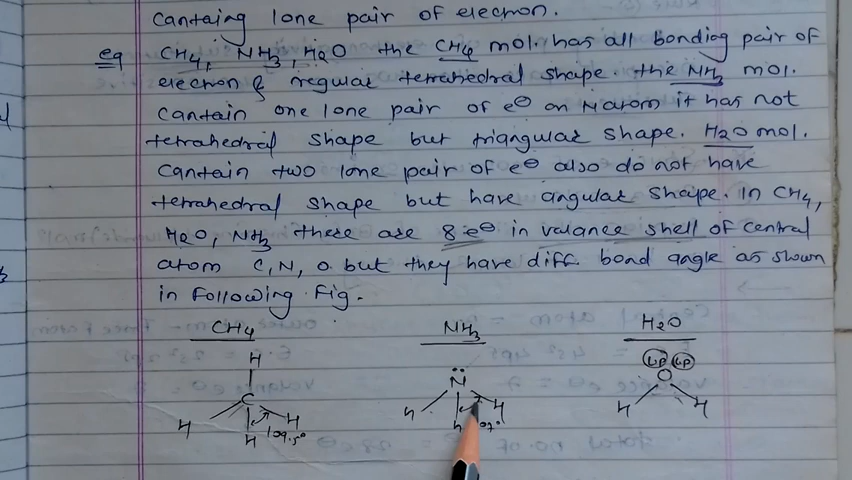 cantaing lone pair of elecron.
eg CH4, NH3, H2O the CH4 mol. has all bonding pair of
elecron & regular tetrahedral shape. the NH3 mol.
cantain one lone pair of e⊖ on N atom it has not
tetrahedral shape but triangular shape. H2O mol.
cantain two lone pair of e⊖ also do not have
tetrahedral shape but have angular shape. In CH4,
H2O, NH3 there are 8e⊖ in valance shell of central
atom C, N, O. but they have diff. bond angle as shown
in following fig.
CH4 NH3 H2O
H
LP LP
C N O
H H H H H H
H 109.5° H 107°